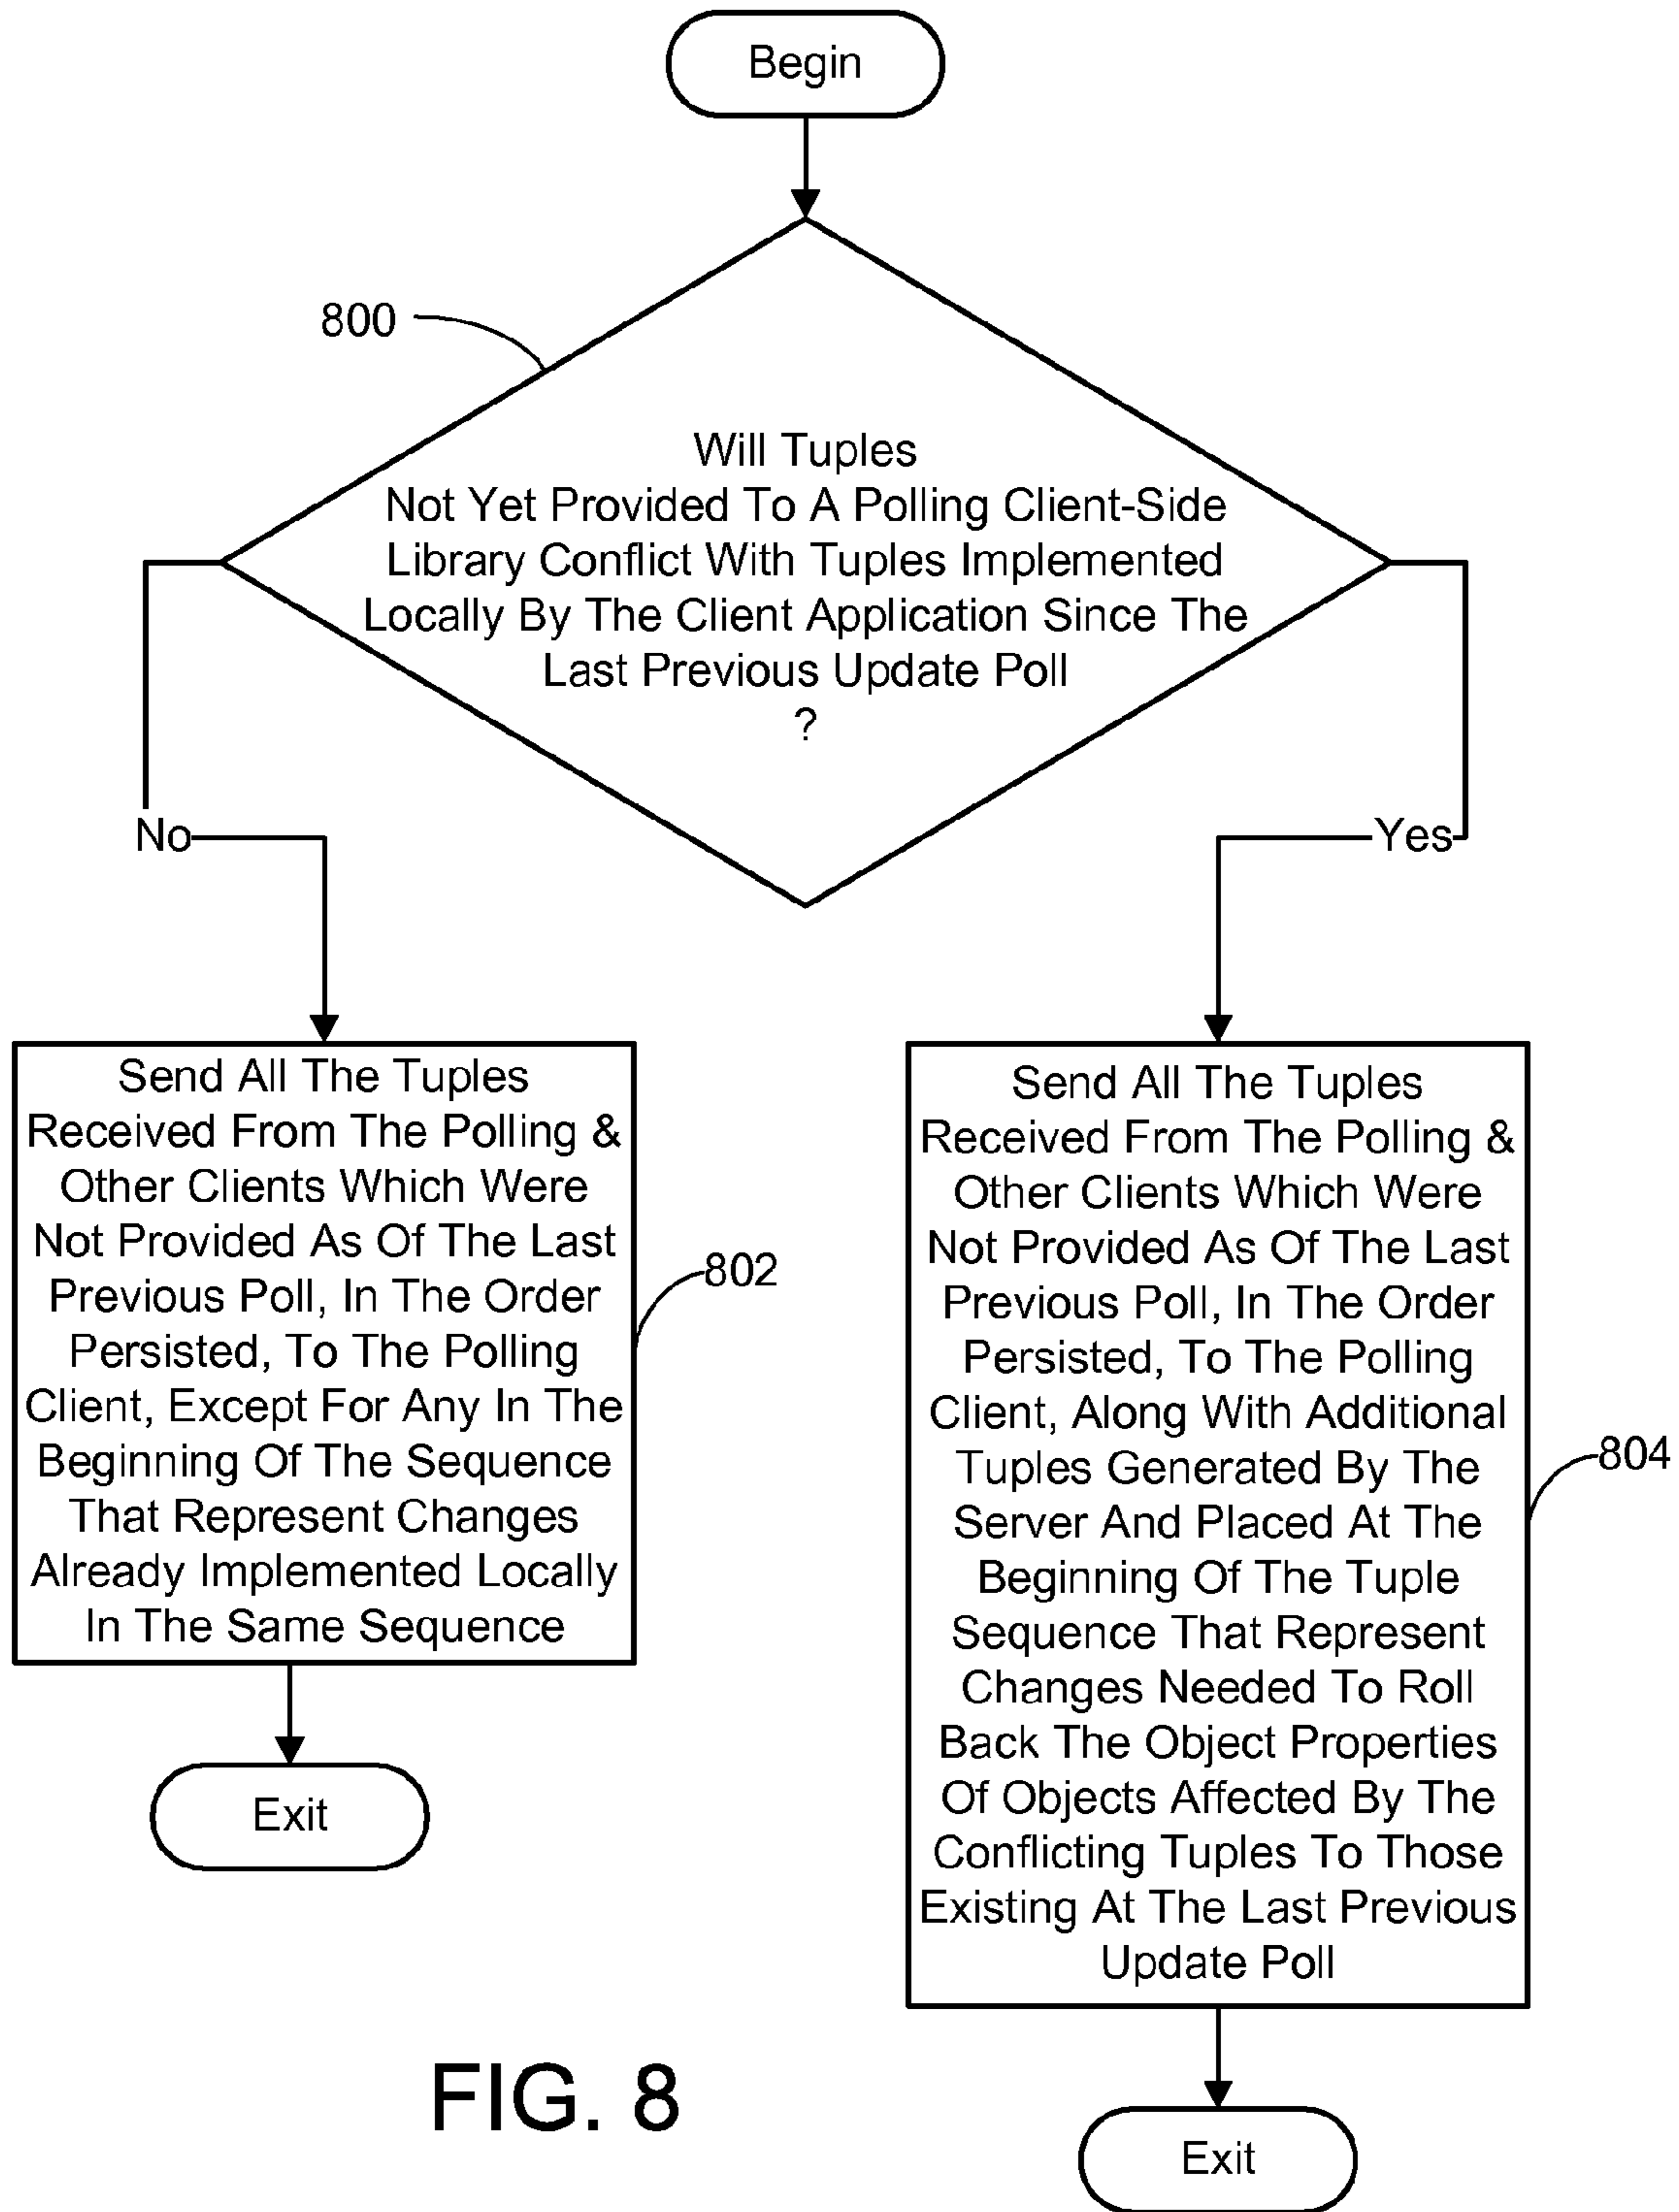 Begin
800
Will Tuples
Not Yet Provided To A Polling Client-Side
Library Conflict With Tuples Implemented
Locally By The Client Application Since The
Last Previous Update Poll
?
No
Yes
Send All The Tuples
Received From The Polling &
Other Clients Which Were
Not Provided As Of The Last
Previous Poll, In The Order
Persisted, To The Polling
Client, Except For Any In The
Beginning Of The Sequence
That Represent Changes
Already Implemented Locally
In The Same Sequence
802
Exit
Send All The Tuples
Received From The Polling &
Other Clients Which Were
Not Provided As Of The Last
Previous Poll, In The Order
Persisted, To The Polling
Client, Along With Additional
Tuples Generated By The
Server And Placed At The
Beginning Of The Tuple
Sequence That Represent
Changes Needed To Roll
Back The Object Properties
Of Objects Affected By The
Conflicting Tuples To Those
Existing At The Last Previous
Update Poll
804
Exit
FIG. 8